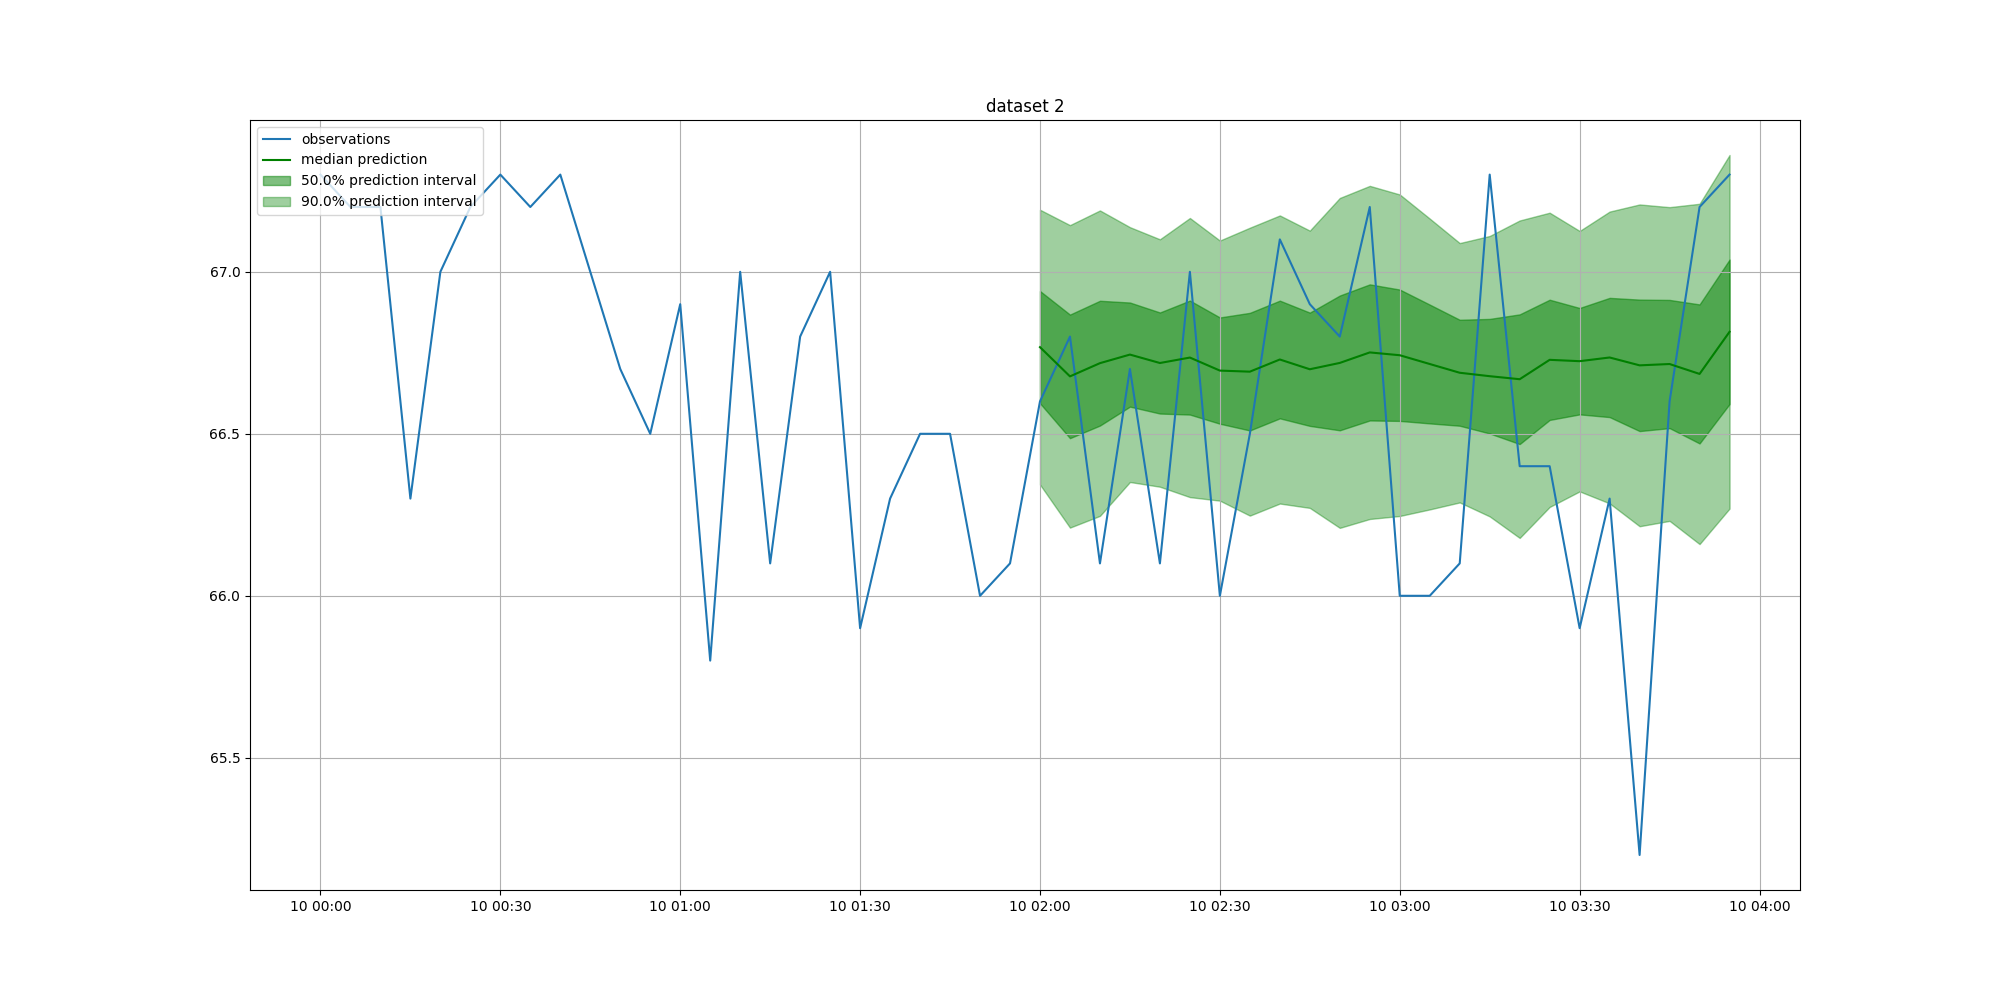 dataset 2
observations
median prediction
50.0% prediction interval
90.0% prediction interval
67.0
66.5
66.0
65.5
10 00:00 10 00:30 10 01:00 10 01:30 10 02:00 10 02:30 10 03:00 10 03:30 10 04:00